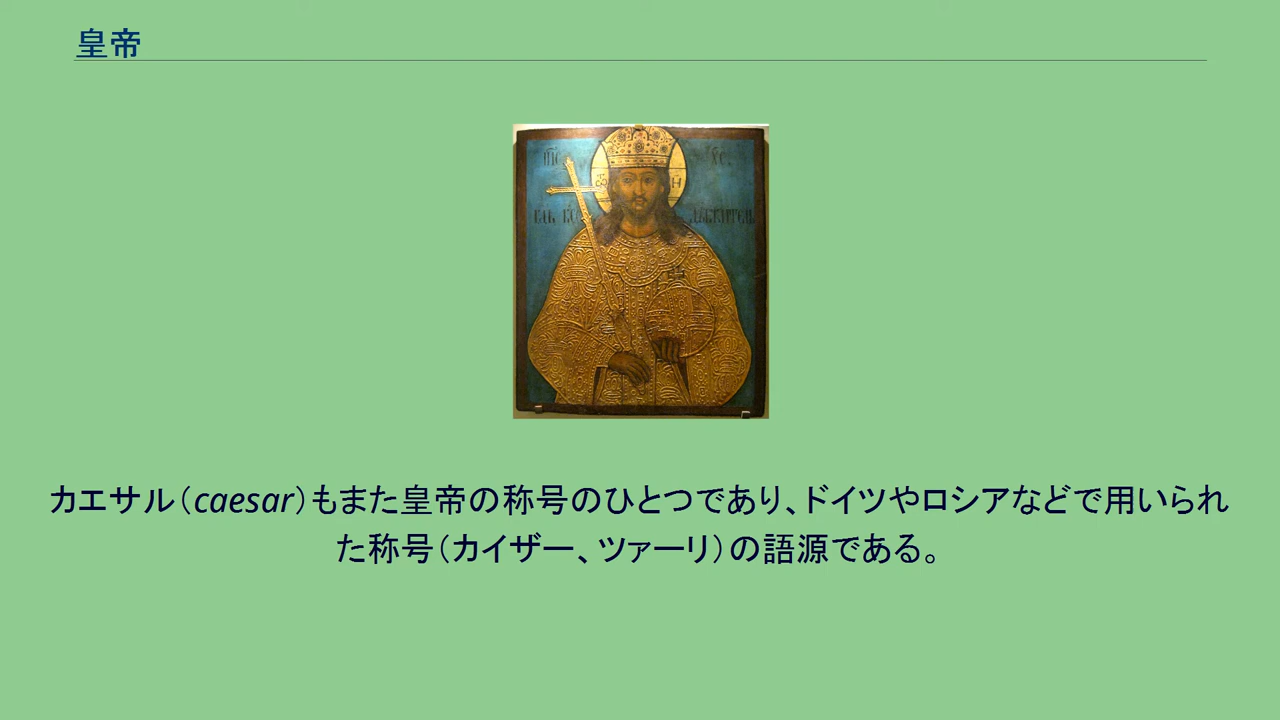 皇帝
カエサル（caesar）もまた皇帝の称号のひとつであり、ドイツやロシアなどで用いられ
た称号（カイザー、ツァーリ）の語源である。